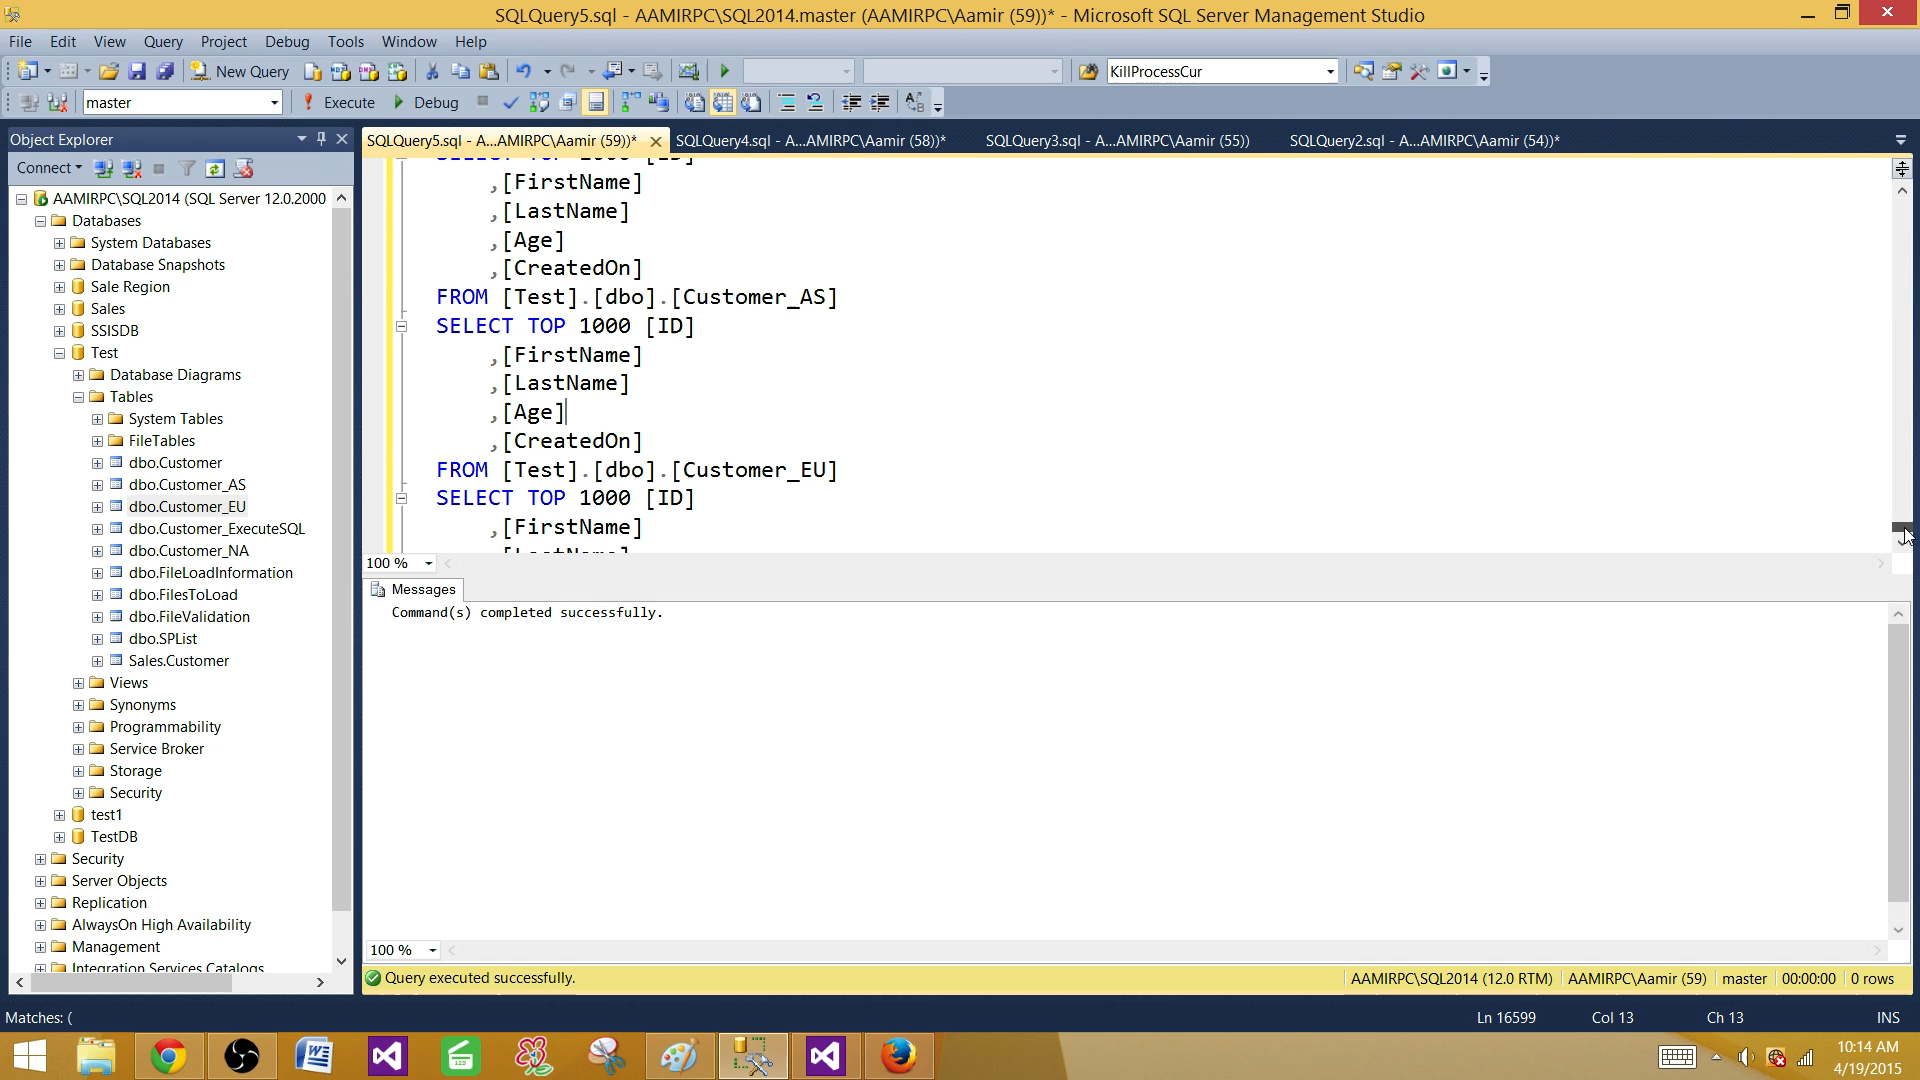 SQLQuery5.sql - AAMIRPC\SQL2014.master (AAMIRPC\Aamir (59))* - Microsoft SQL Server Management Studio
File Edit View Query Project Debug Tools Window Help
New Query KillProcessCur
master Execute Debug
Object Explorer
SQLQuery5.sql - A...AMIRPC\Aamir (59))* SQLQuery4.sql - A...AMIRPC\Aamir (58))* SQLQuery3.sql - A...AMIRPC\Aamir (55)) SQLQuery2.sql - A...AMIRPC\Aamir (54))*
Connect
AAMIRPC\SQL2014 (SQL Server 12.0.2000
Databases
System Databases
Database Snapshots
Sale Region
Sales
SSISDB
Test
Database Diagrams
Tables
System Tables
FileTables
dbo.Customer
dbo.Customer_AS
dbo.Customer_EU
dbo.Customer_ExecuteSQL
dbo.Customer_NA
dbo.FileLoadInformation
dbo.FilesToLoad
dbo.FileValidation
dbo.SPList
Sales.Customer
Views
Synonyms
Programmability
Service Broker
Storage
Security
test1
TestDB
Security
Server Objects
Replication
AlwaysOn High Availability
Management
Integration Services Catalogs
SELECT TOP 1000 [ID]
,[FirstName]
,[LastName]
,[Age]
,[CreatedOn]
FROM [Test].[dbo].[Customer_AS]
SELECT TOP 1000 [ID]
,[FirstName]
,[LastName]
,[Age]
,[CreatedOn]
FROM [Test].[dbo].[Customer_EU]
SELECT TOP 1000 [ID]
,[FirstName]
,[LastName]
100 %
Messages
Command(s) completed successfully.
100 %
Query executed successfully. AAMIRPC\SQL2014 (12.0 RTM) AAMIRPC\Aamir (59) master 00:00:00 0 rows
Matches: ( Ln 16599 Col 13 Ch 13 INS
10:14 AM
4/19/2015